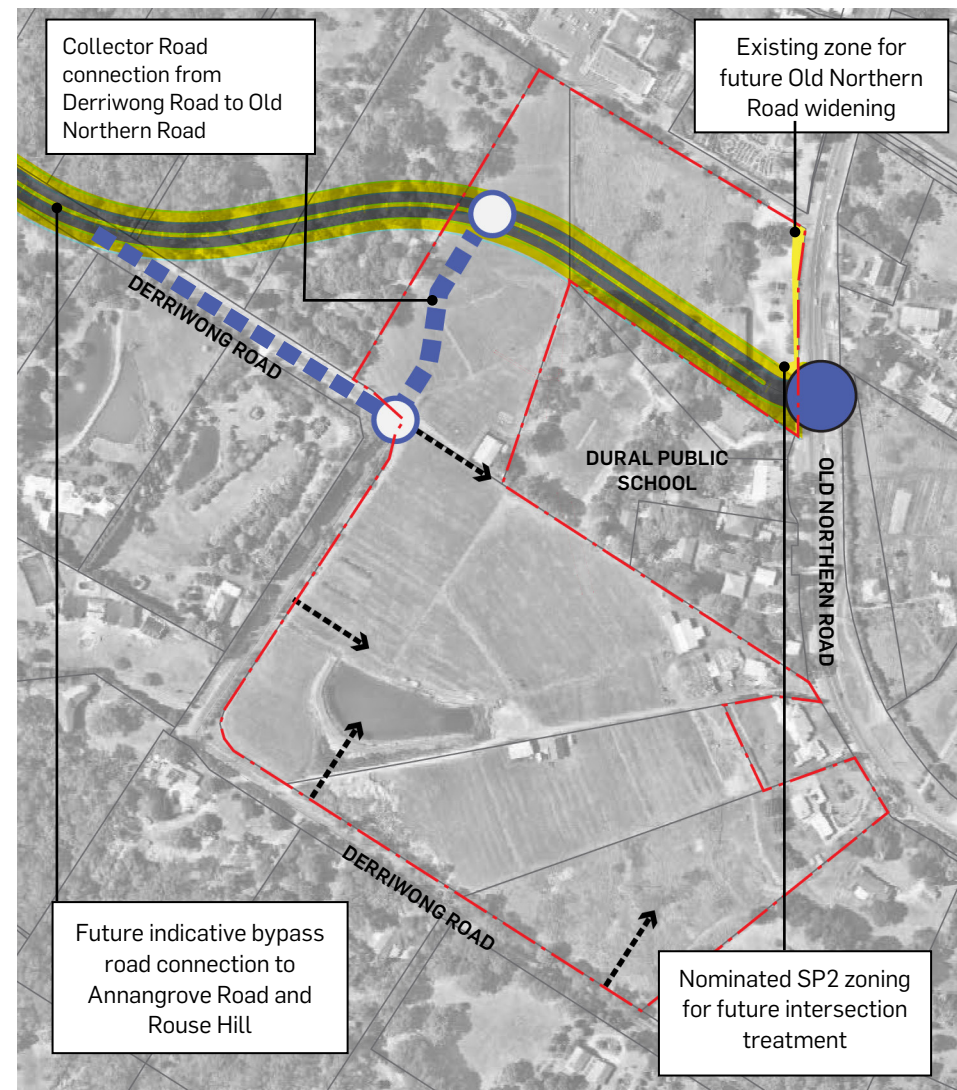 Collector Road
connection from
Derriwong Road to Old
Northern Road
Existing zone for
future Old Northern
Road widening
DERRIWONG ROAD
DURAL PUBLIC
SCHOOL
OLD NORTHERN ROAD
DERRIWONG ROAD
Future indicative bypass
road connection to
Annangrove Road and
Rouse Hill
Nominated SP2 zoning
for future intersection
treatment